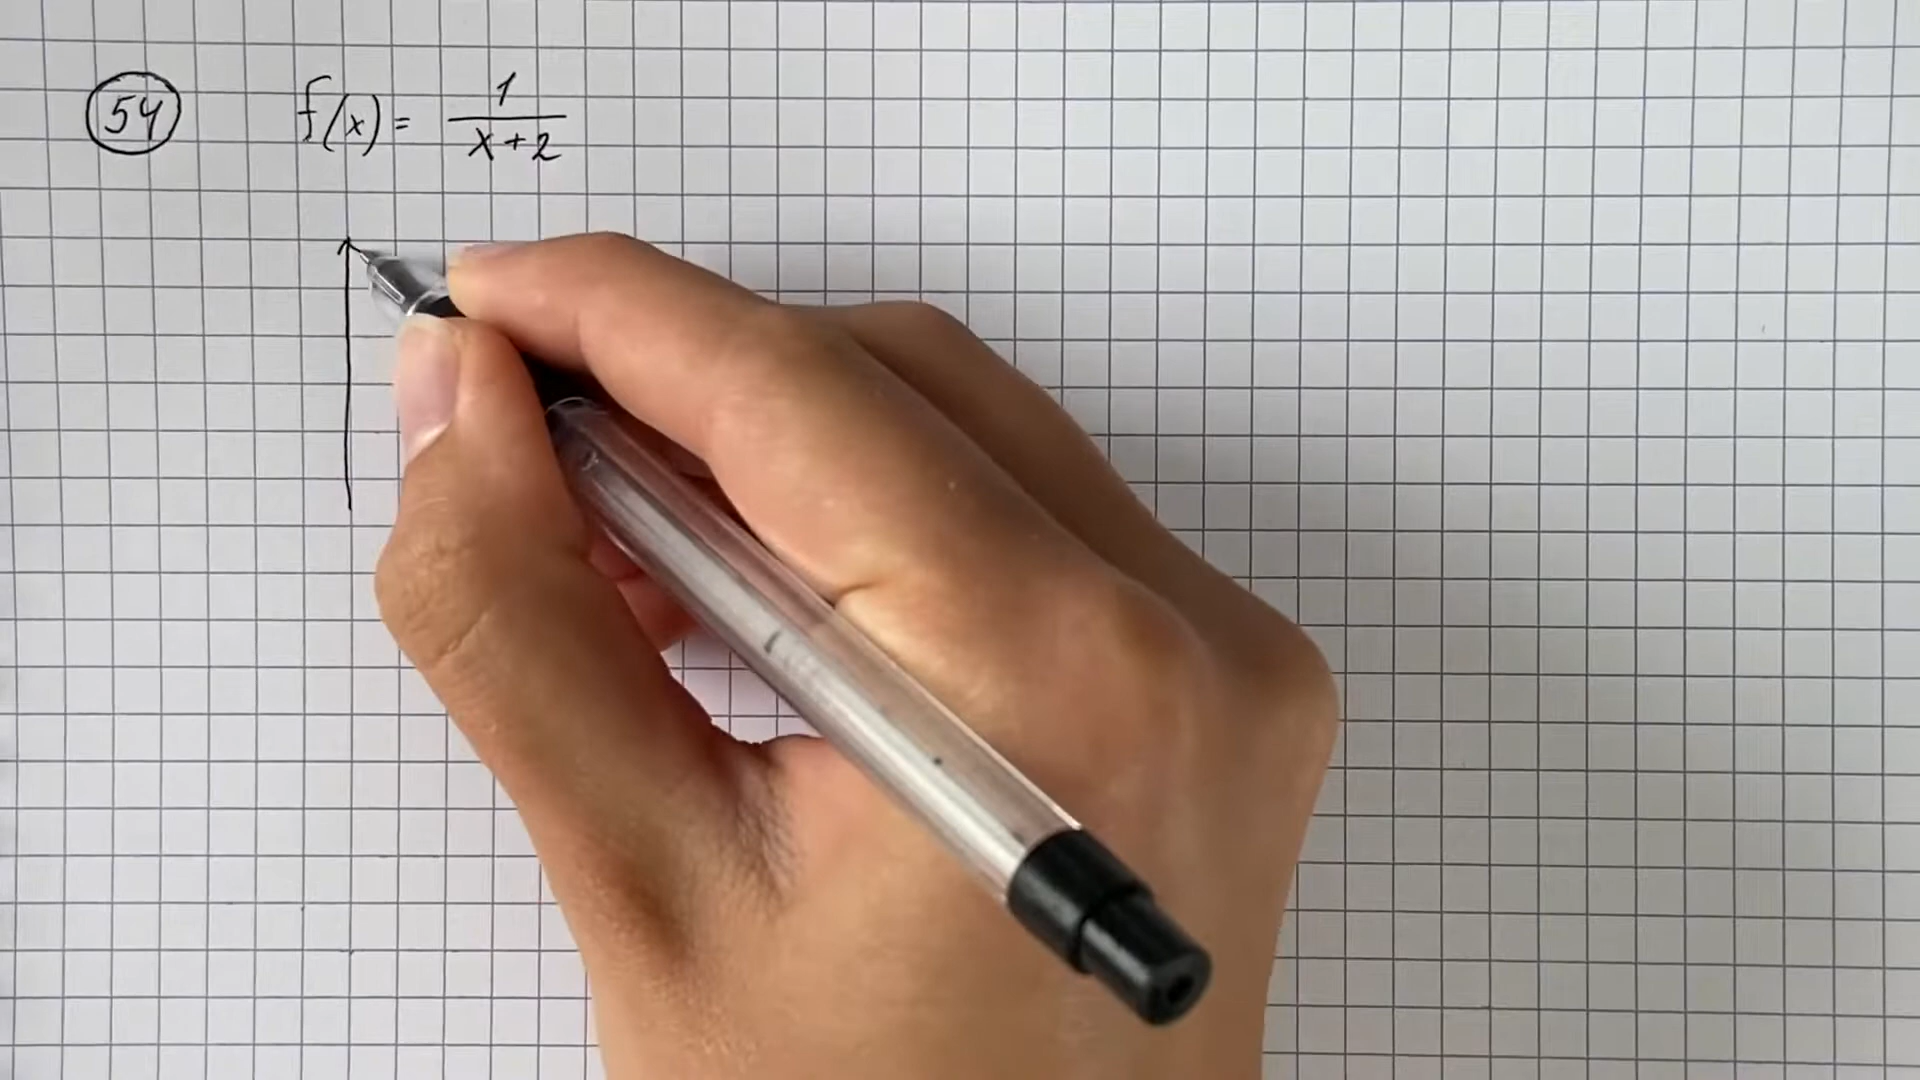 54 f(x) = 1/(x+2)